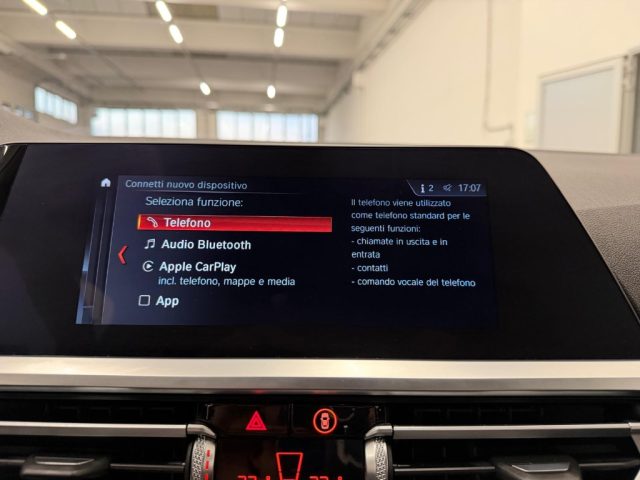 Connetti nuovo dispositivo
2 17:07
Seleziona funzione:
Telefono
Audio Bluetooth
Apple CarPlay
incl. telefono, mappe e media
App
Il telefono viene utilizzato
come telefono standard per le
seguenti funzioni:
- chiamate in uscita e in
entrata
- contatti
- comando vocale del telefono